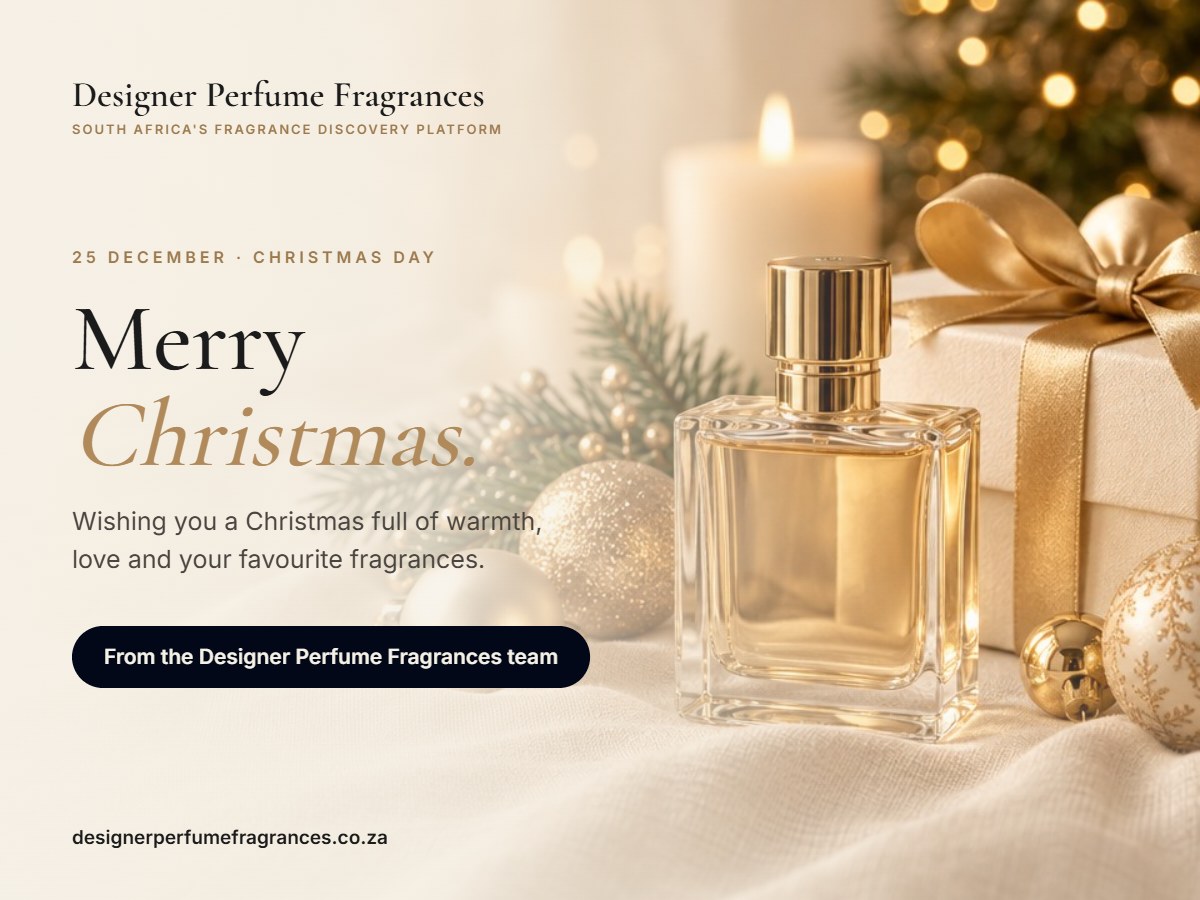 Designer Perfume Fragrances
SOUTH AFRICA'S FRAGRANCE DISCOVERY PLATFORM
25 DECEMBER · CHRISTMAS DAY
Merry
Christmas.
Wishing you a Christmas full of warmth,
love and your favourite fragrances.
From the Designer Perfume Fragrances team
designerperfumefragrances.co.za